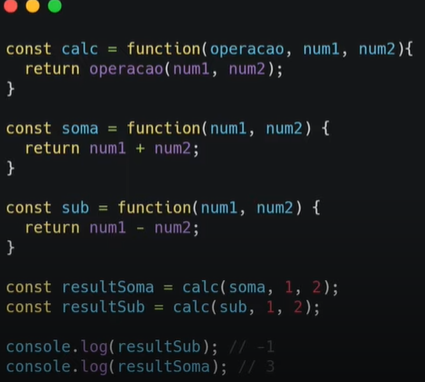 const calc = function(operacao, num1, num2){
  return operacao(num1, num2);
}
const soma = function(num1, num2) {
  return num1 + num2;
}
const sub = function(num1, num2) {
  return num1 - num2;
}
const resultSoma = calc(soma, 1, 2);
const resultSub = calc(sub, 1, 2);
console.log(resultSub); // -1
console.log(resultSoma); // 3